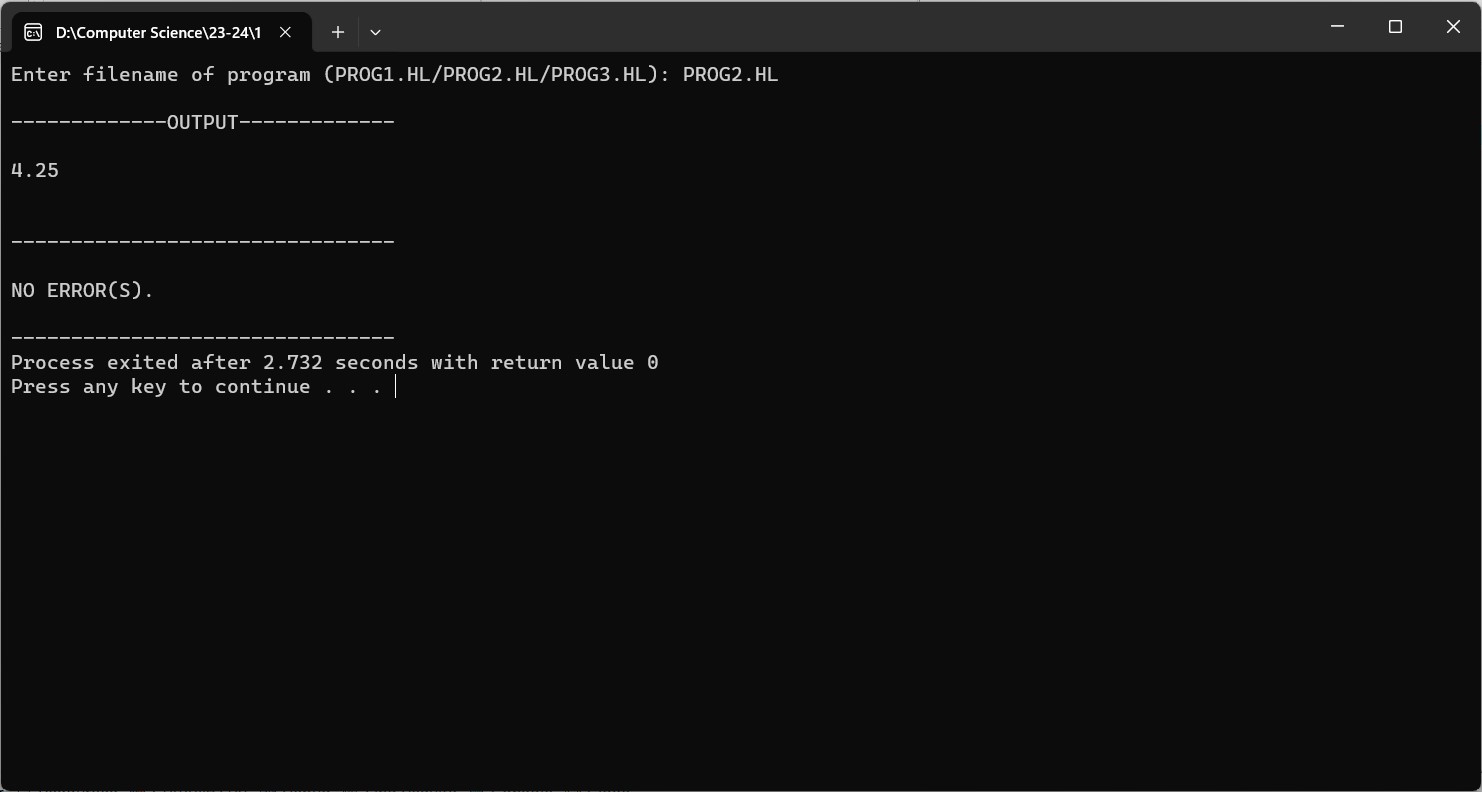 D:\Computer Science\23-24\1
Enter filename of program (PROG1.HL/PROG2.HL/PROG3.HL): PROG2.HL
-------------OUTPUT-------------
4.25
--------------------------------
NO ERROR(S).
--------------------------------
Process exited after 2.732 seconds with return value 0
Press any key to continue . . .